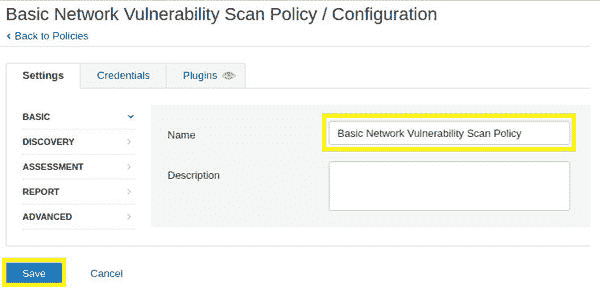 Basic Network Vulnerability Scan Policy / Configuration
‹ Back to Policies
Settings Credentials Plugins
BASIC
DISCOVERY
ASSESSMENT
REPORT
ADVANCED
Name Basic Network Vulnerability Scan Policy
Description
Save Cancel